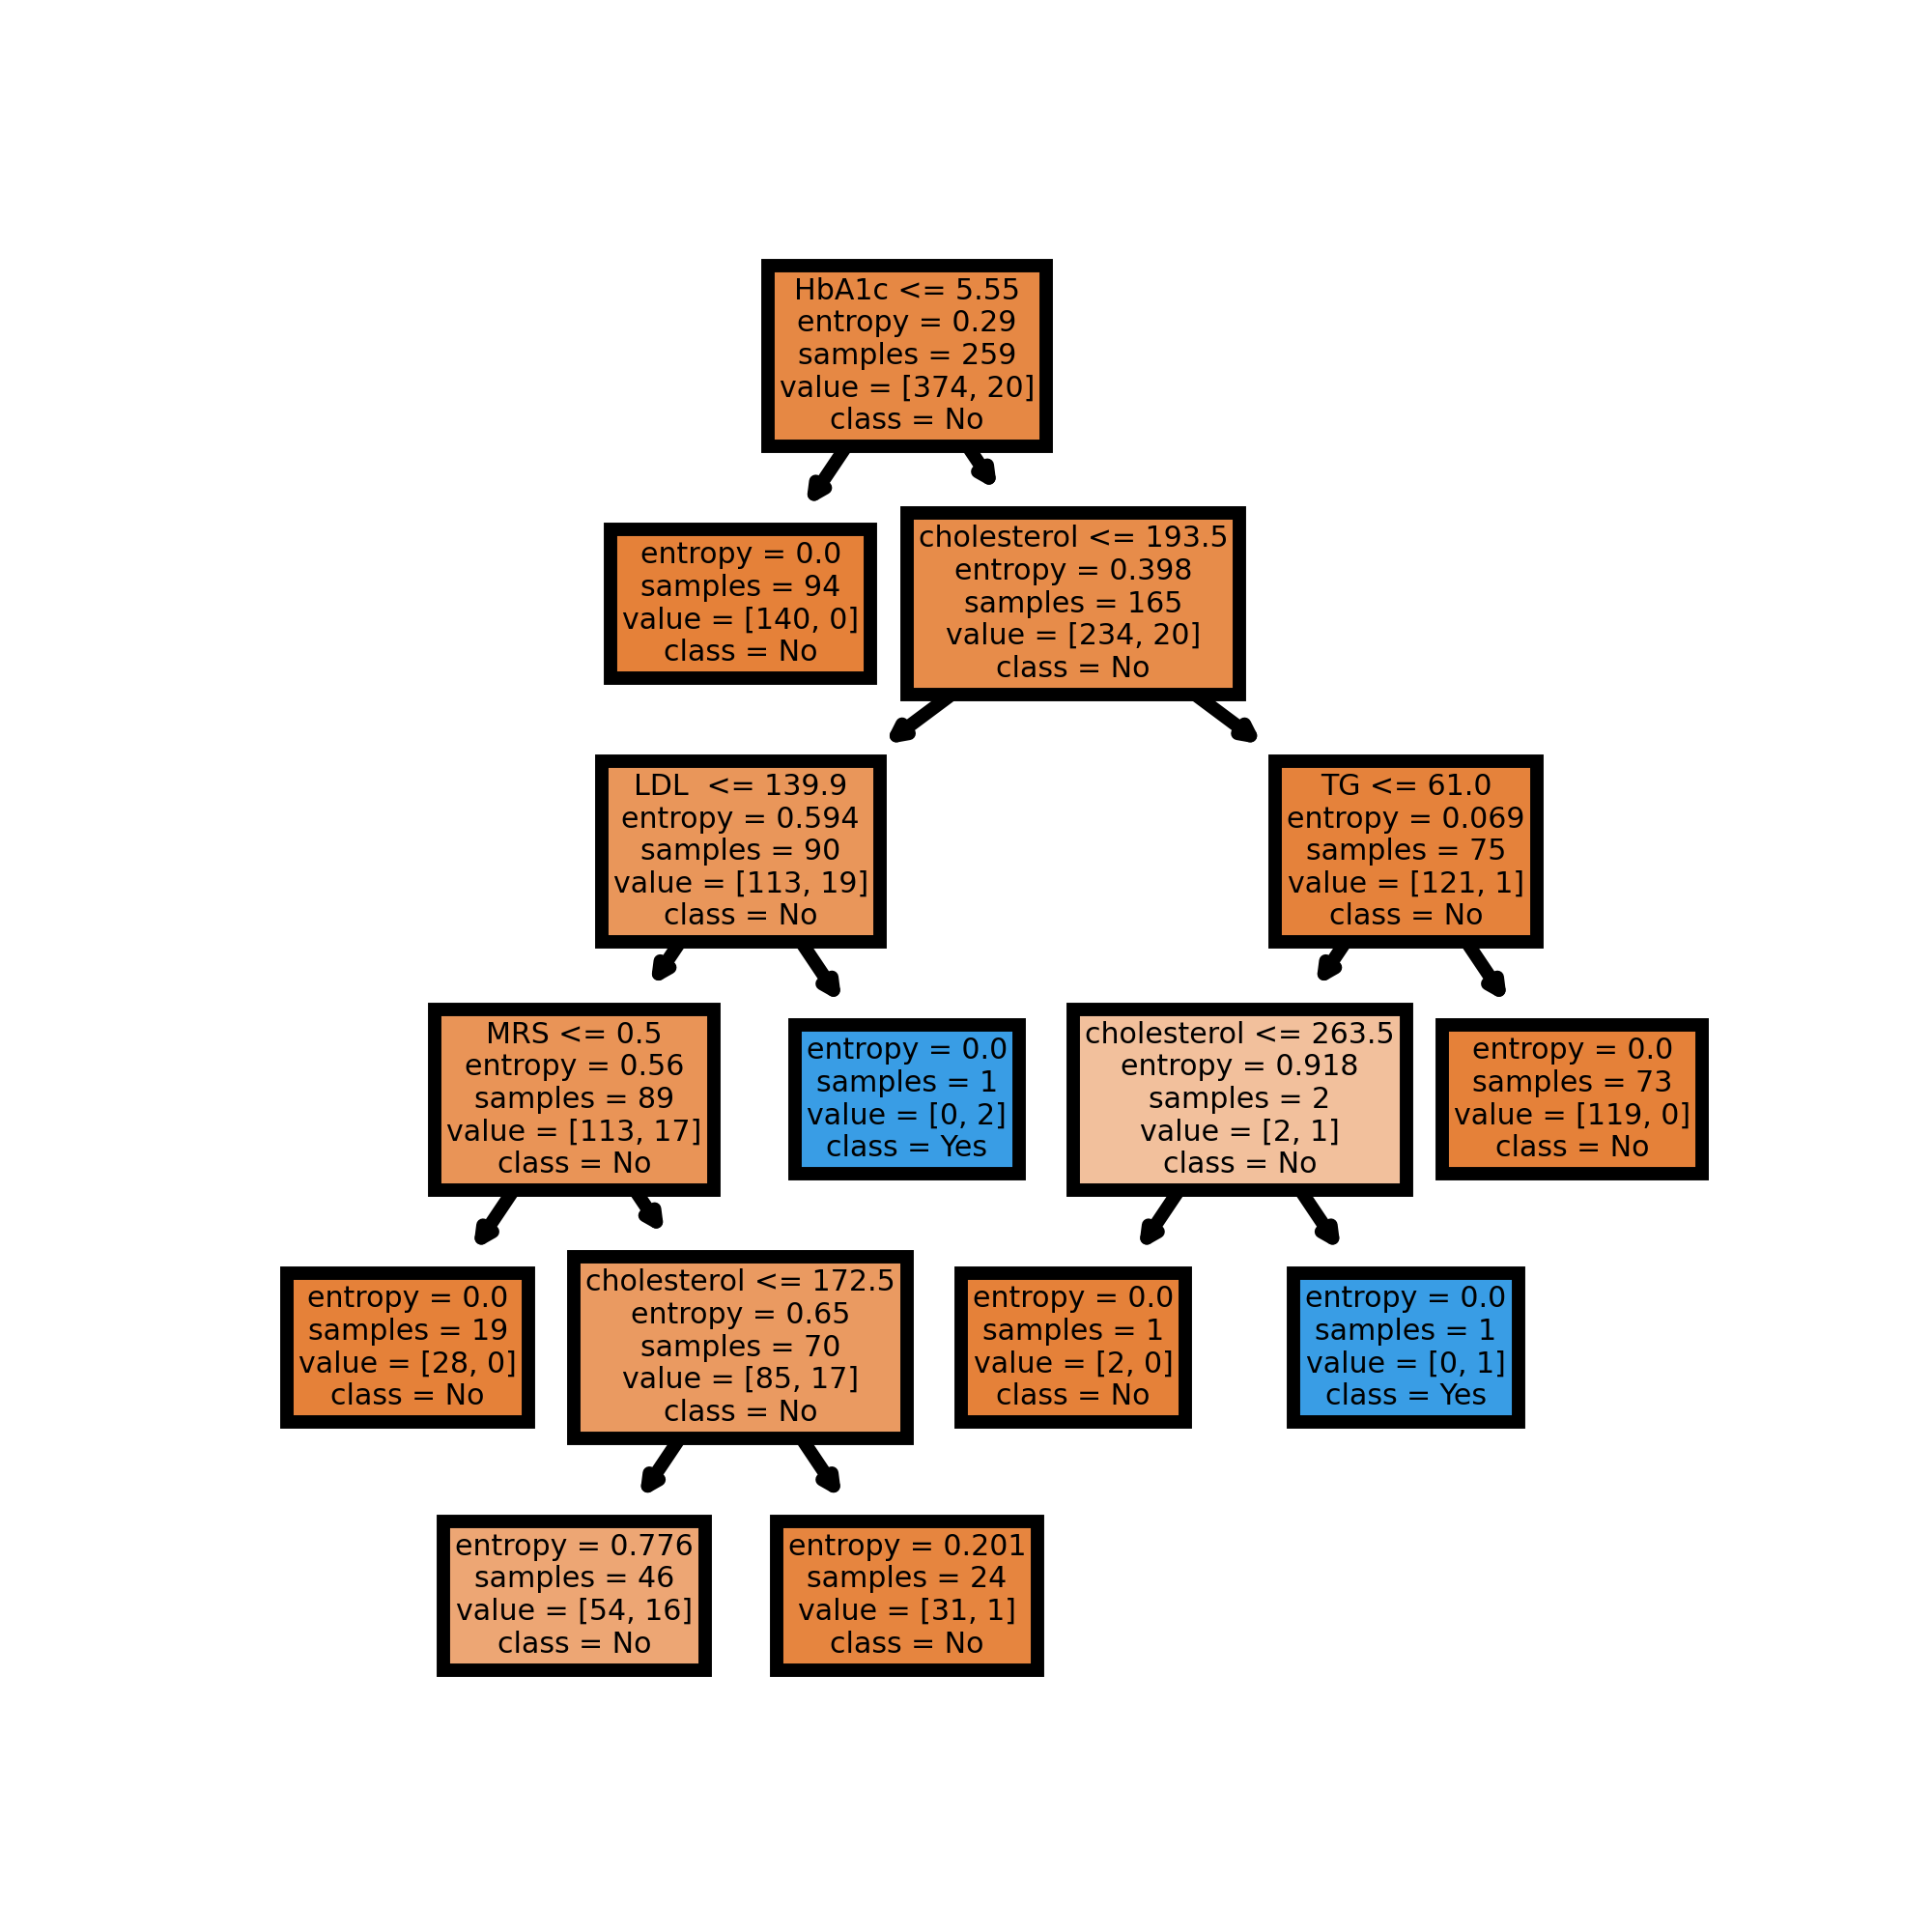 HbA1c <= 5.55
entropy = 0.29
samples = 259
value = [374, 20]
class = No
entropy = 0.0
samples = 94
value = [140, 0]
class = No
cholesterol <= 193.5
entropy = 0.398
samples = 165
value = [234, 20]
class = No
LDL  <= 139.9
entropy = 0.594
samples = 90
value = [113, 19]
class = No
TG <= 61.0
entropy = 0.069
samples = 75
value = [121, 1]
class = No
MRS <= 0.5
entropy = 0.56
samples = 89
value = [113, 17]
class = No
entropy = 0.0
samples = 1
value = [0, 2]
class = Yes
cholesterol <= 263.5
entropy = 0.918
samples = 2
value = [2, 1]
class = No
entropy = 0.0
samples = 73
value = [119, 0]
class = No
entropy = 0.0
samples = 19
value = [28, 0]
class = No
cholesterol <= 172.5
entropy = 0.65
samples = 70
value = [85, 17]
class = No
entropy = 0.0
samples = 1
value = [2, 0]
class = No
entropy = 0.0
samples = 1
value = [0, 1]
class = Yes
entropy = 0.776
samples = 46
value = [54, 16]
class = No
entropy = 0.201
samples = 24
value = [31, 1]
class = No